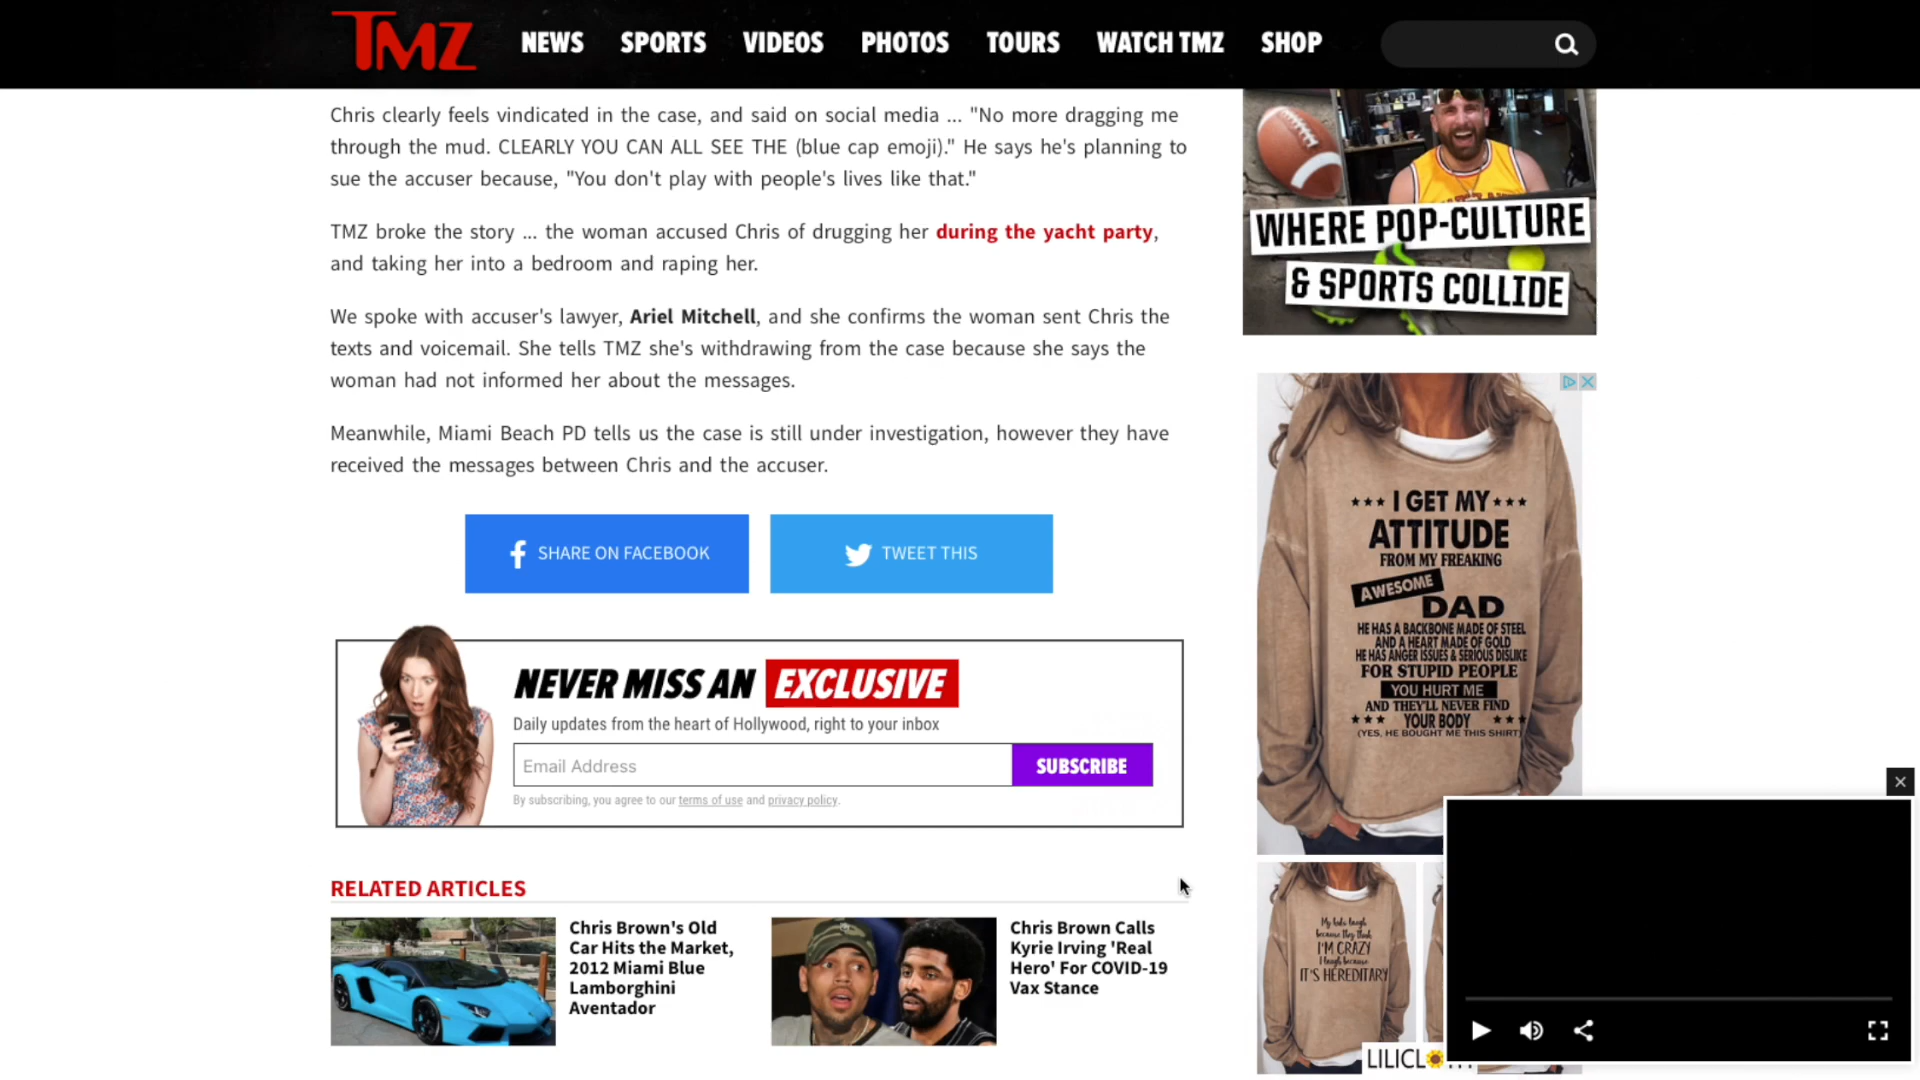 TMZ
NEWS SPORTS VIDEOS PHOTOS TOURS WATCH TMZ SHOP
Chris clearly feels vindicated in the case, and said on social media ... "No more dragging me
through the mud. CLEARLY YOU CAN ALL SEE THE (blue cap emoji)." He says he's planning to
sue the accuser because, "You don't play with people's lives like that."
TMZ broke the story ... the woman accused Chris of drugging her during the yacht party,
and taking her into a bedroom and raping her.
We spoke with accuser's lawyer, Ariel Mitchell, and she confirms the woman sent Chris the
texts and voicemail. She tells TMZ she's withdrawing from the case because she says the
woman had not informed her about the messages.
Meanwhile, Miami Beach PD tells us the case is still under investigation, however they have
received the messages between Chris and the accuser.
SHARE ON FACEBOOK
TWEET THIS
NEVER MISS AN EXCLUSIVE
Daily updates from the heart of Hollywood, right to your inbox
Email Address
SUBSCRIBE
By subscribing, you agree to our terms of use and privacy policy.
RELATED ARTICLES
Chris Brown's Old
Car Hits the Market,
2012 Miami Blue
Lamborghini
Aventador
Chris Brown Calls
Kyrie Irving 'Real
Hero' For COVID-19
Vax Stance
WHERE POP-CULTURE
& SPORTS COLLIDE
I GET MY
ATTITUDE
FROM MY FREAKING
AWESOME
DAD
HE HAS A BACKBONE MADE OF STEEL
AND A HEART MADE OF GOLD
HE HAS ANGER ISSUES & SERIOUS DISLIKE
FOR STUPID PEOPLE
YOU HURT ME
AND THEY'LL NEVER FIND
YOUR BODY
(YES, HE BOUGHT ME THIS SHIRT)
My kids laugh
because they think
I'M CRAZY
I laugh because
IT'S HEREDITARY